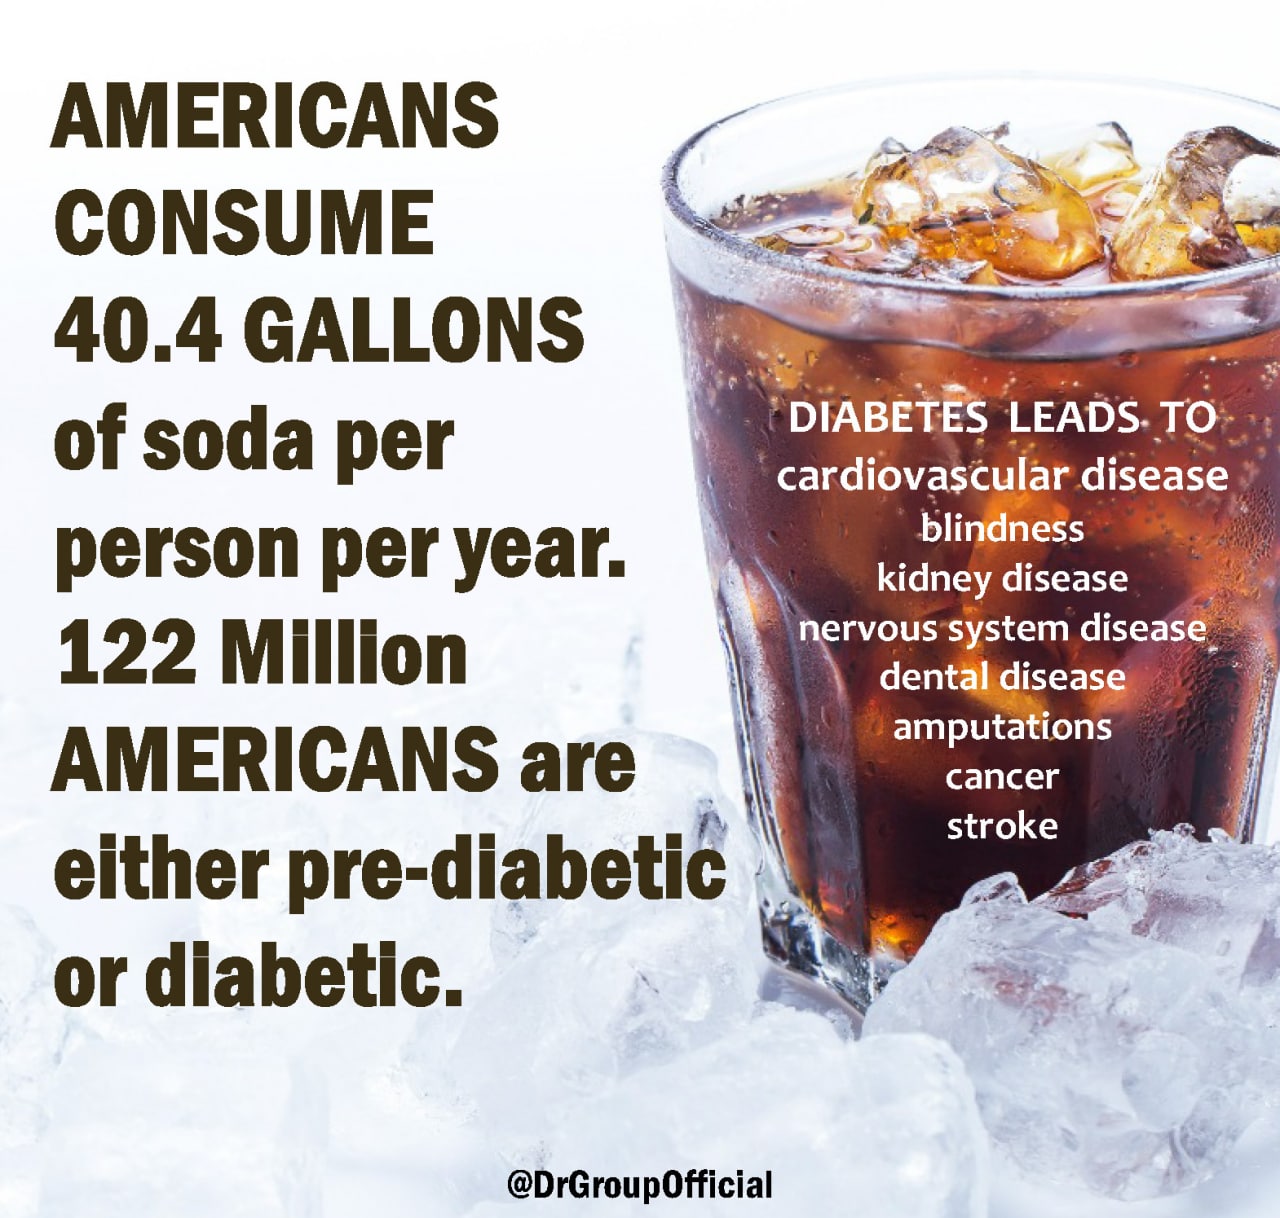 AMERICANS
CONSUME
40.4 GALLONS
of soda per
person per year.
122 Million
AMERICANS are
either pre-diabetic
or diabetic.
DIABETES LEADS TO
cardiovascular disease
blindness
kidney disease
nervous system disease
dental disease
amputations
cancer
stroke
@DrGroupOfficial